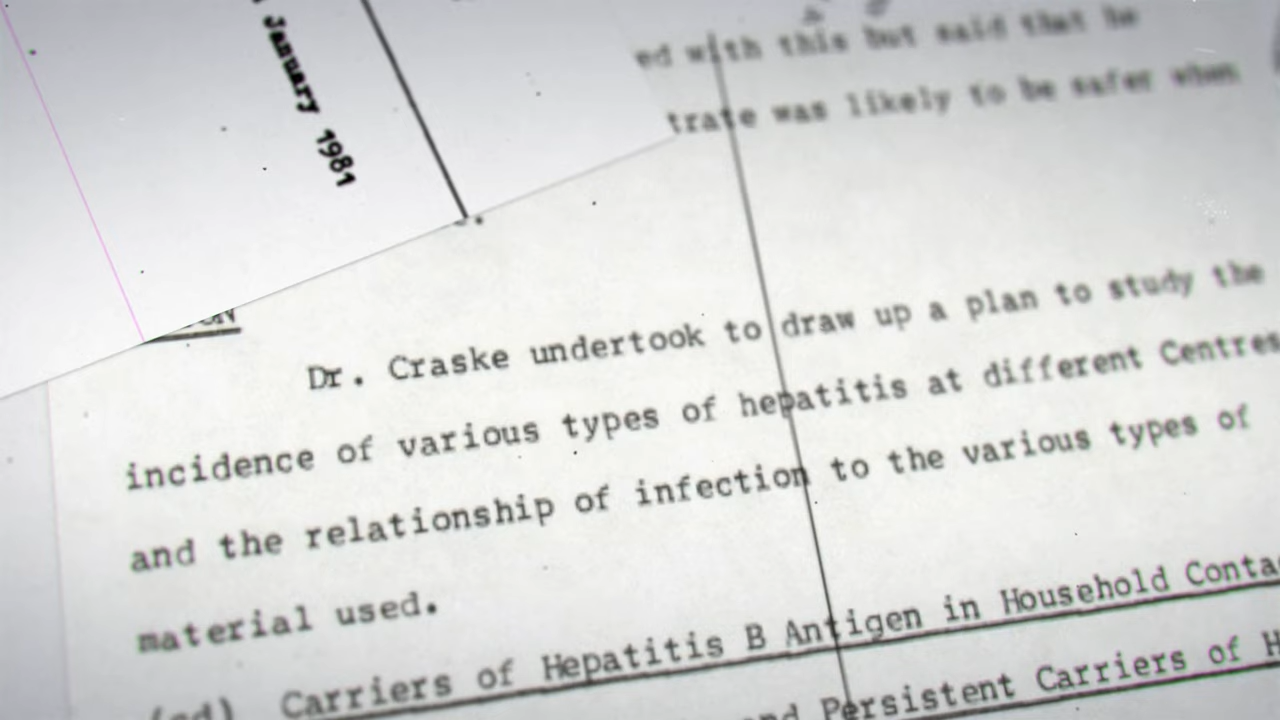 January 1981
ed with this but said that he
trate was likely to be safer when
Dr. Craske undertook to draw up a plan to study the
incidence of various types of hepatitis at different Centres
and the relationship of infection to the various types of
material used.
Carriers of Hepatitis B Antigen in Household Conta
and Persistent Carriers of H